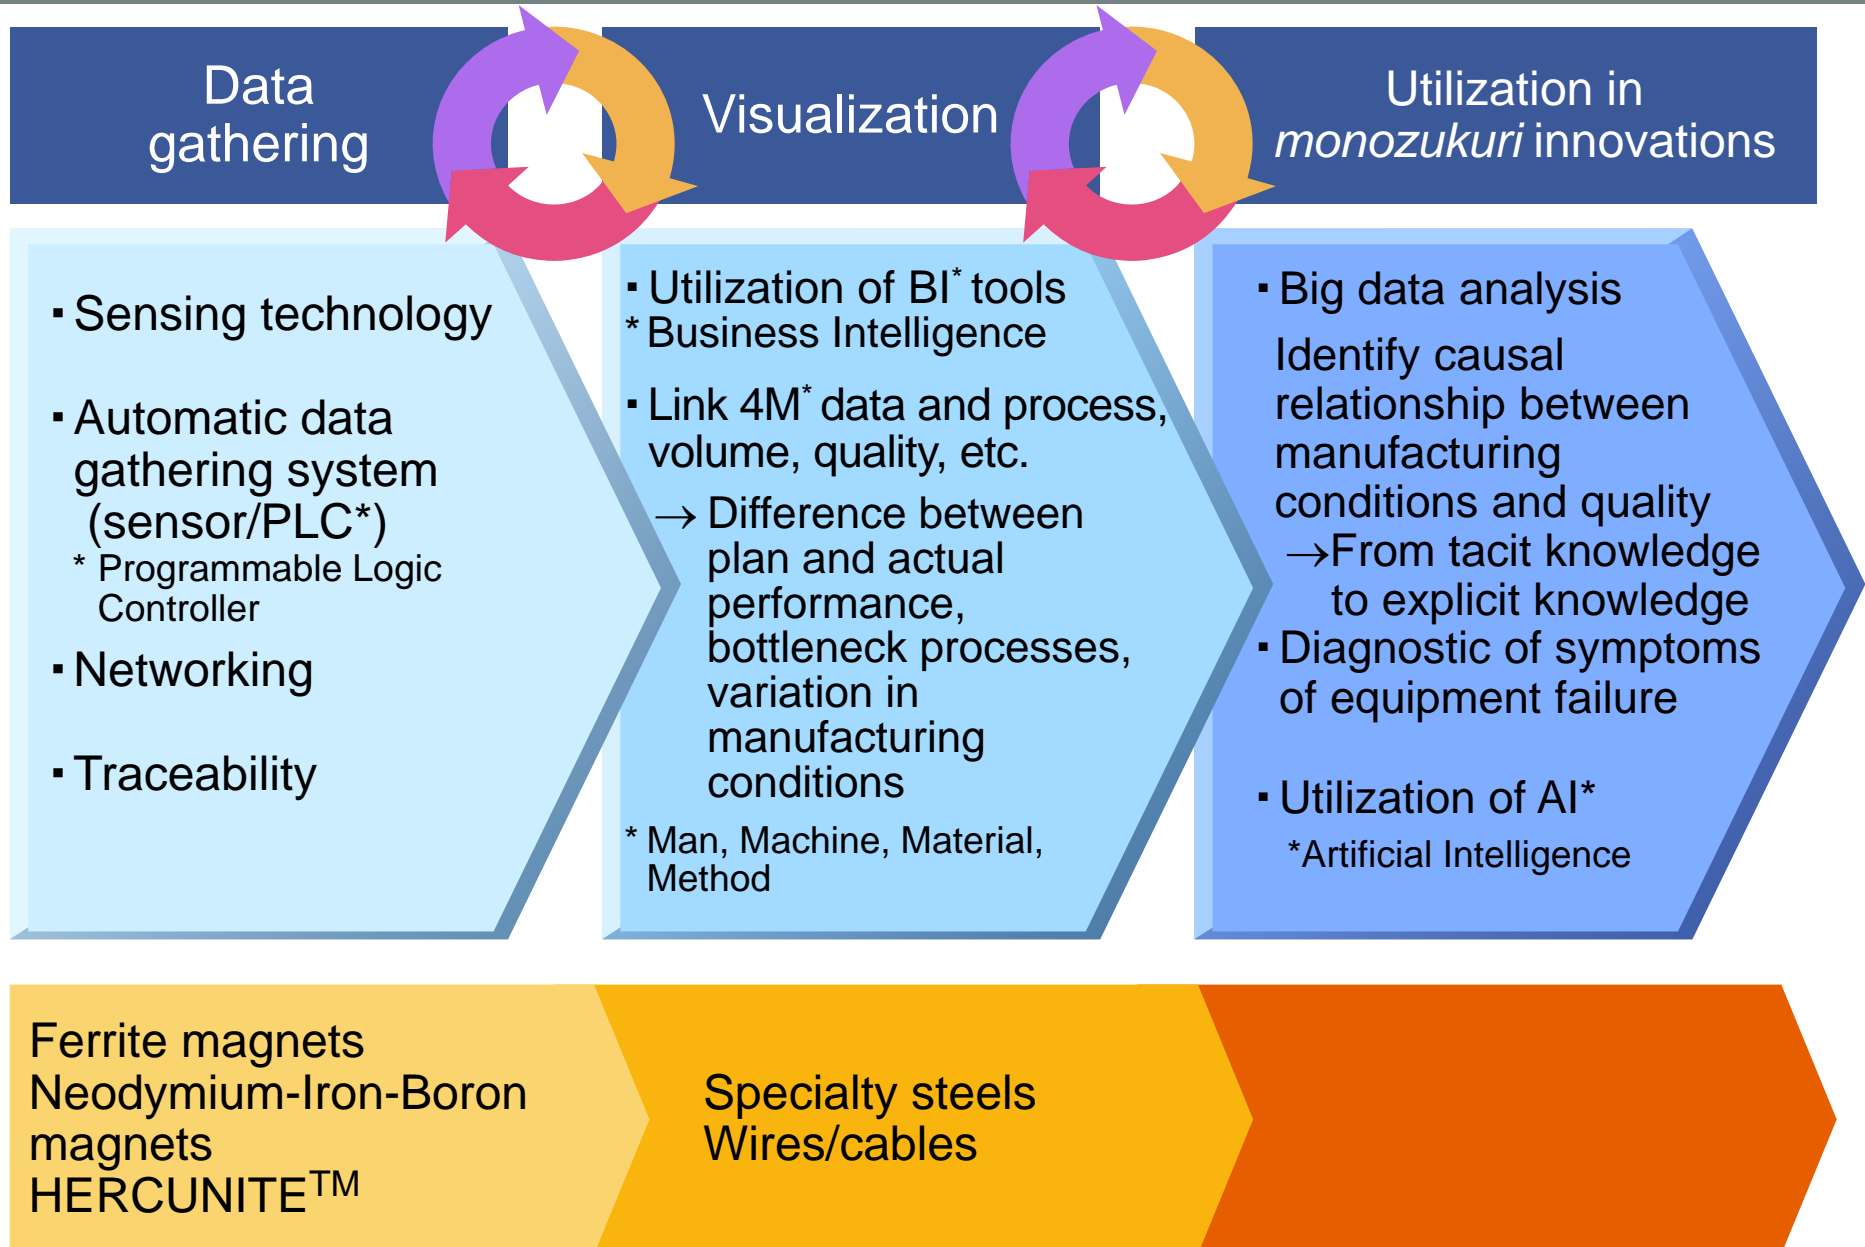 Data
gathering
Visualization
Utilization in
monozukuri innovations
▪ Sensing technology
▪ Automatic data
gathering system
(sensor/PLC*)
* Programmable Logic
Controller
▪ Networking
▪ Traceability
▪ Utilization of BI* tools
* Business Intelligence
▪ Link 4M* data and process,
volume, quality, etc.
→ Difference between
plan and actual
performance,
bottleneck processes,
variation in
manufacturing
conditions
* Man, Machine, Material,
Method
▪ Big data analysis
Identify causal
relationship between
manufacturing
conditions and quality
→From tacit knowledge
to explicit knowledge
▪ Diagnostic of symptoms
of equipment failure
▪ Utilization of AI*
*Artificial Intelligence
Ferrite magnets
Neodymium-Iron-Boron
magnets
HERCUNITE™
Specialty steels
Wires/cables